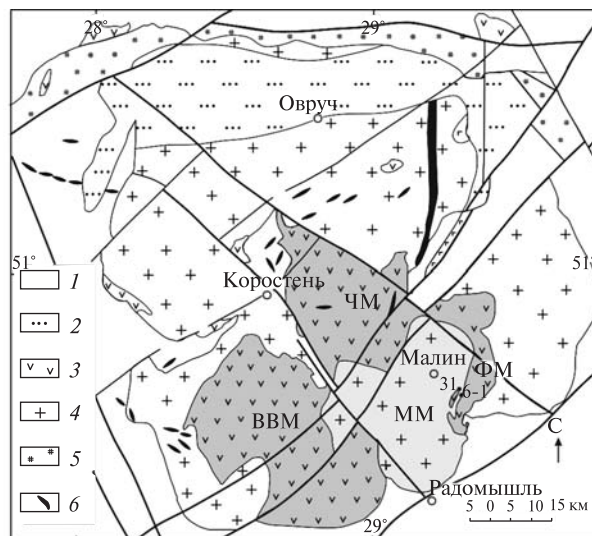 28°
29°
Овруч
51°
51°
Коростень
ЧМ
Малин
ФМ
31
6-1
ММ
ВВМ
С
Радомышль
29°
5 0 5 10 15 км
1
2
3
4
5
6